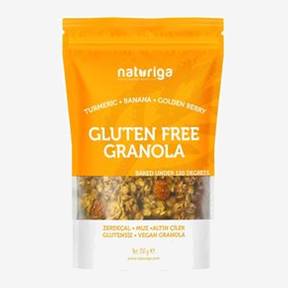 naturiga
TURMERIC • BANANA • GOLDEN BERRY
GLUTEN FREE
GRANOLA
BAKED UNDER 120 DEGREES
ZERDEÇAL • MUZ • ALTIN ÇİLEK
GLUTENSİZ • VEGAN GRANOLA